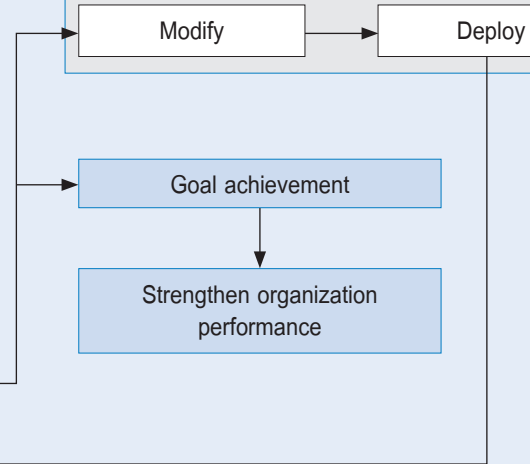 Modify
Deploy
Goal achievement
Strengthen organization
performance